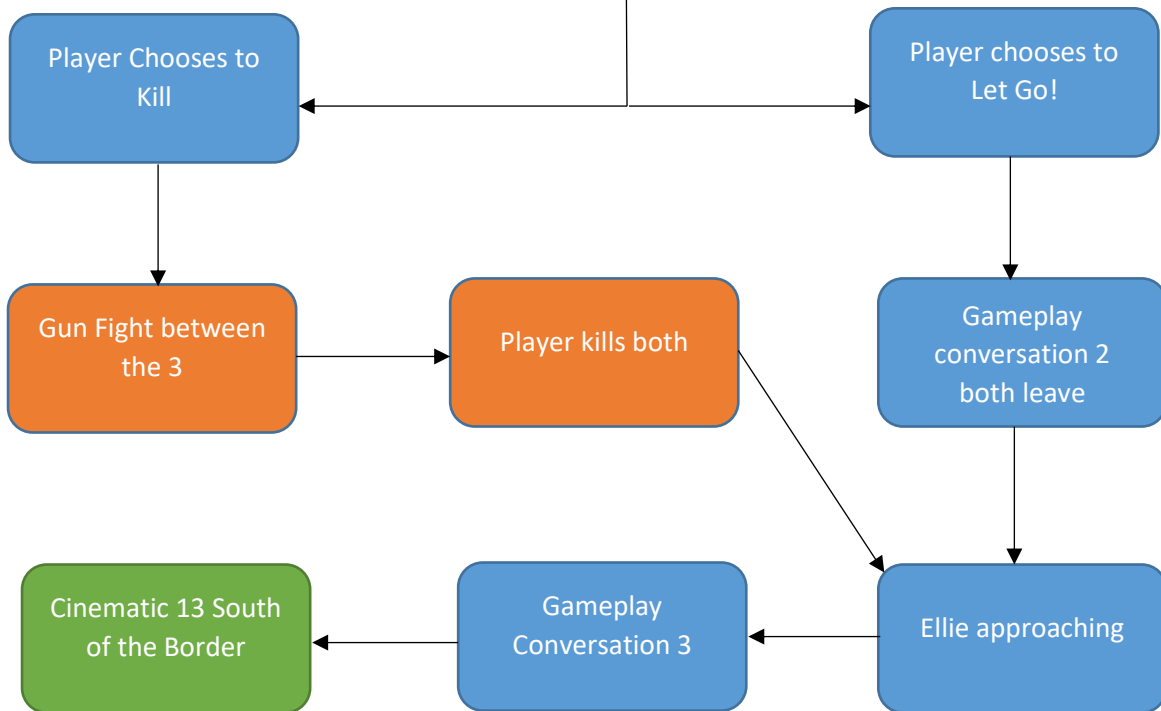 Player Chooses to
Kill
Player chooses to
Let Go!
Gun Fight between
the 3
Player kills both
Gameplay
conversation 2
both leave
Cinematic 13 South
of the Border
Gameplay
Conversation 3
Ellie approaching